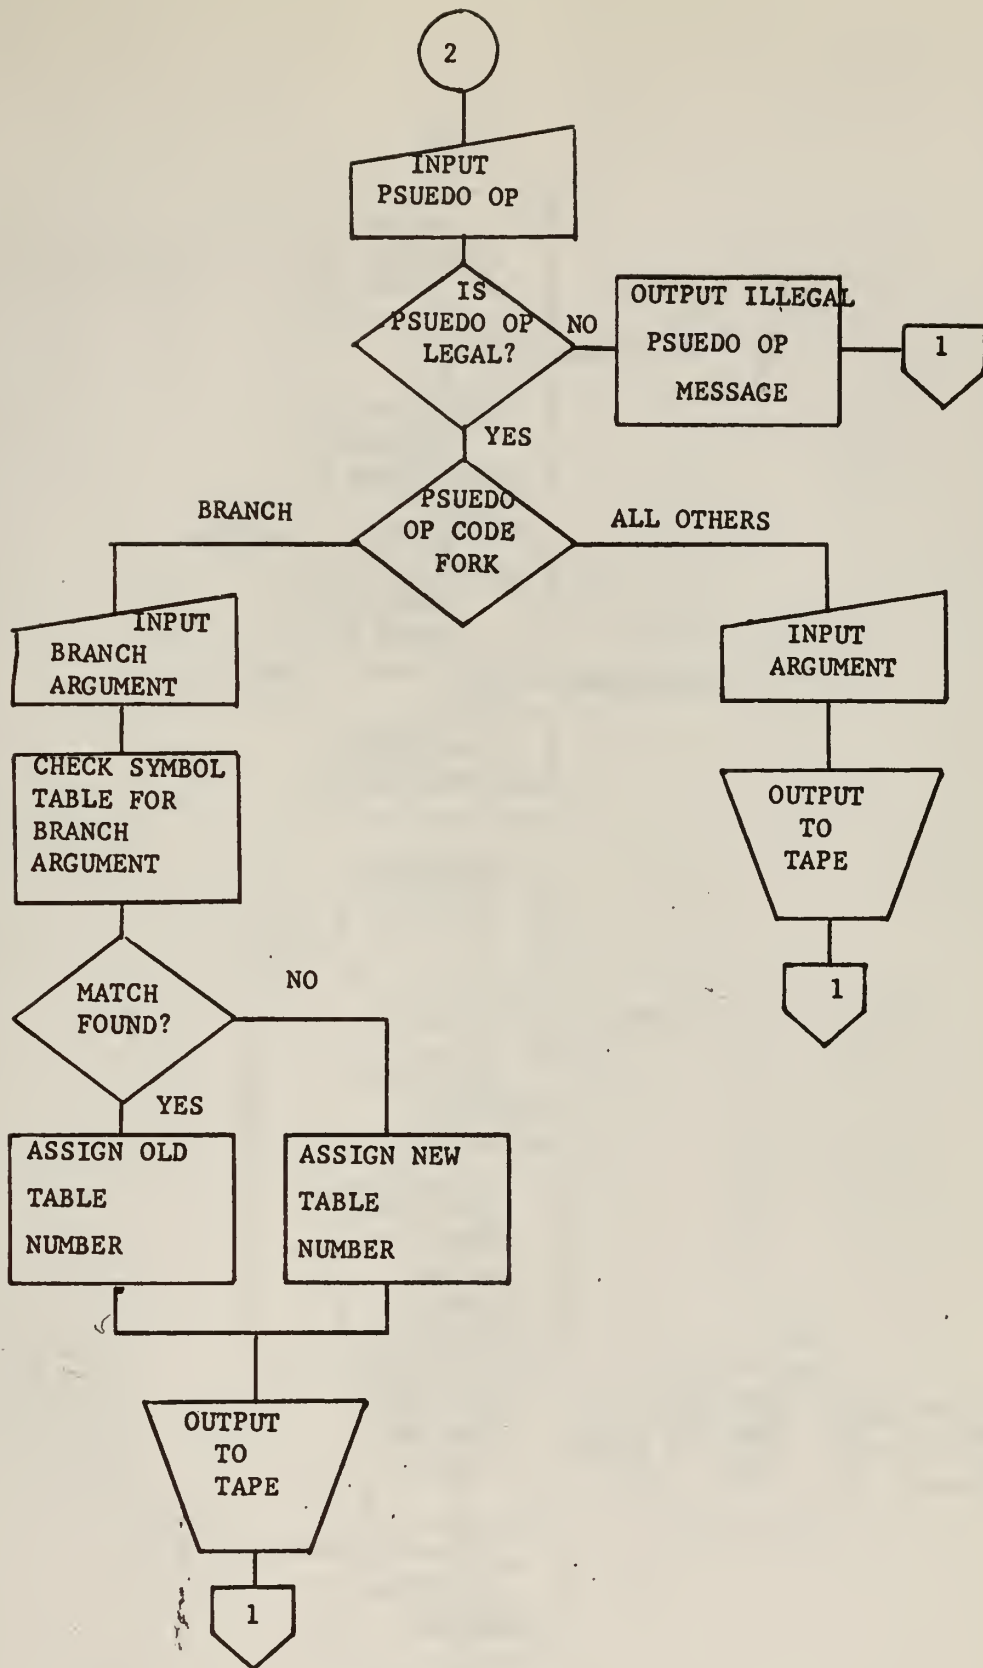 2
INPUT
PSUEDO OP
IS
PSUEDO OP
LEGAL?
NO
OUTPUT ILLEGAL
PSUEDO OP
MESSAGE
1
YES
PSUEDO
OP CODE
FORK
BRANCH
ALL OTHERS
INPUT
BRANCH
ARGUMENT
INPUT
ARGUMENT
CHECK SYMBOL
TABLE FOR
BRANCH
ARGUMENT
OUTPUT
TO
TAPE
1
MATCH
FOUND?
NO
YES
ASSIGN OLD
TABLE
NUMBER
ASSIGN NEW
TABLE
NUMBER
OUTPUT
TO
TAPE
1